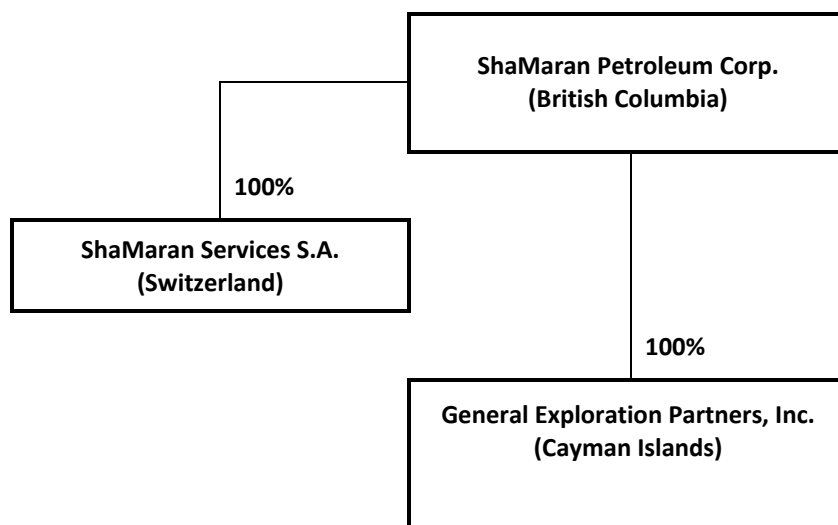 ShaMaran Petroleum Corp.
(British Columbia)
100%
ShaMaran Services S.A.
(Switzerland)
100%
General Exploration Partners, Inc.
(Cayman Islands)